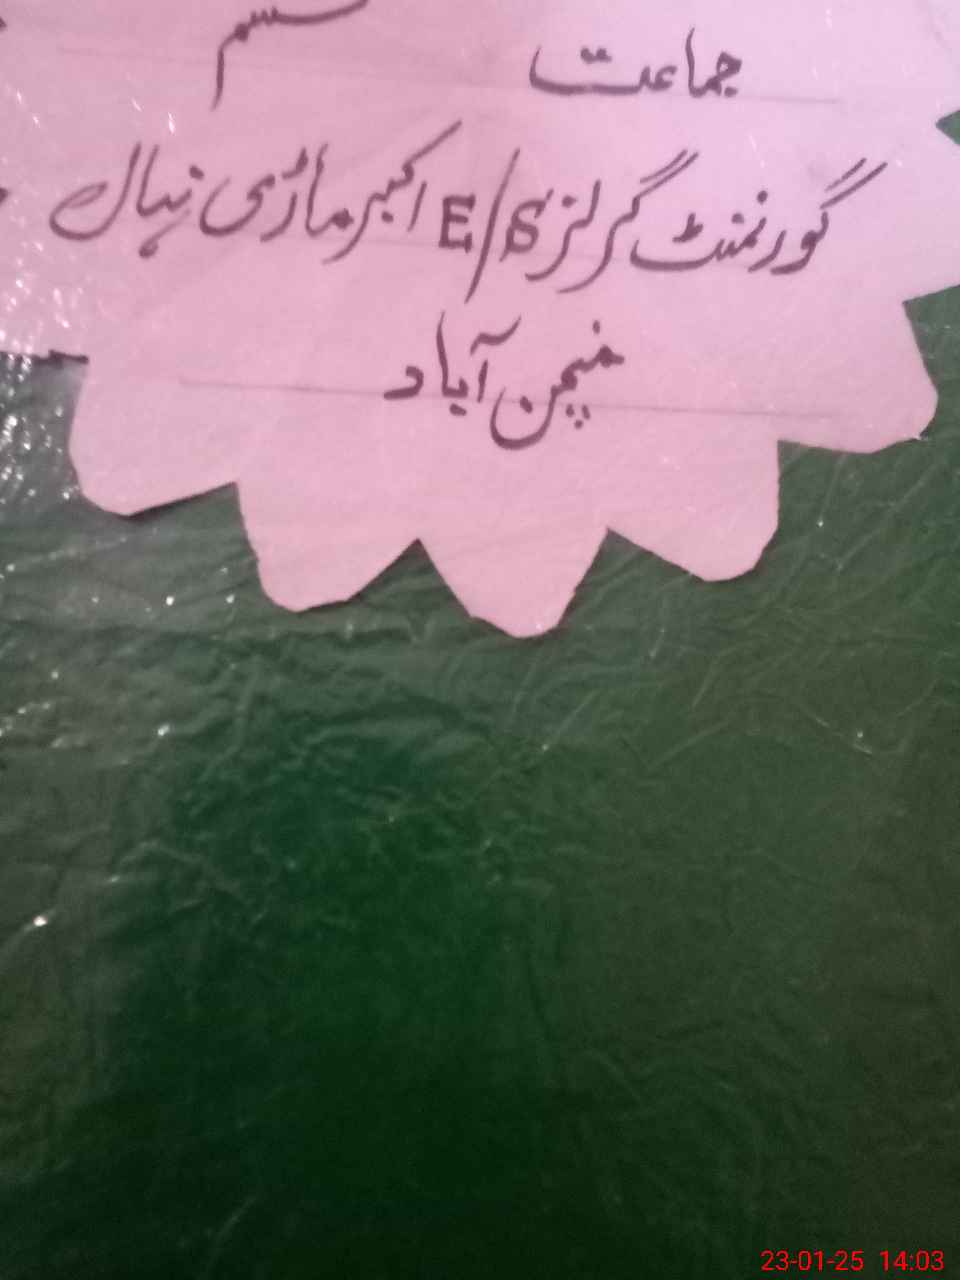 جماعت
گورنمنٹ گرلز E/S اکبر ماڑی نہال
منچن آباد
23-01-25 14:03